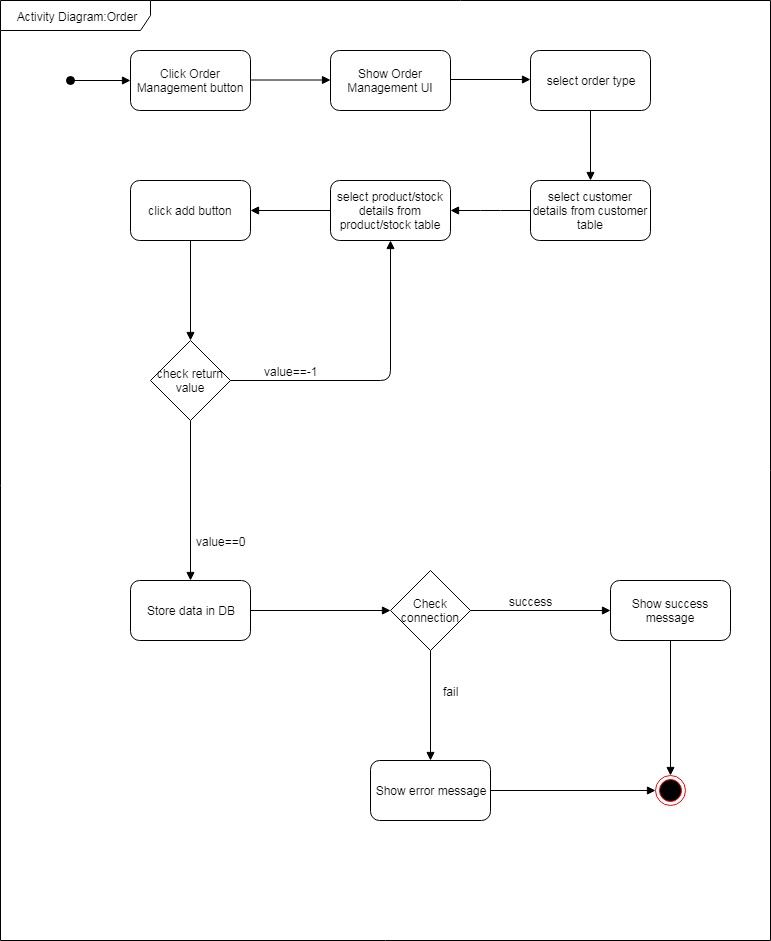 Activity Diagram:Order
Click Order
Management button
Show Order
Management UI
select order type
click add button
select product/stock
details from
product/stock table
select customer
details from customer
table
check return
value
value==-1
value==0
Store data in DB
Check
connection
success
Show success
message
fail
Show error message